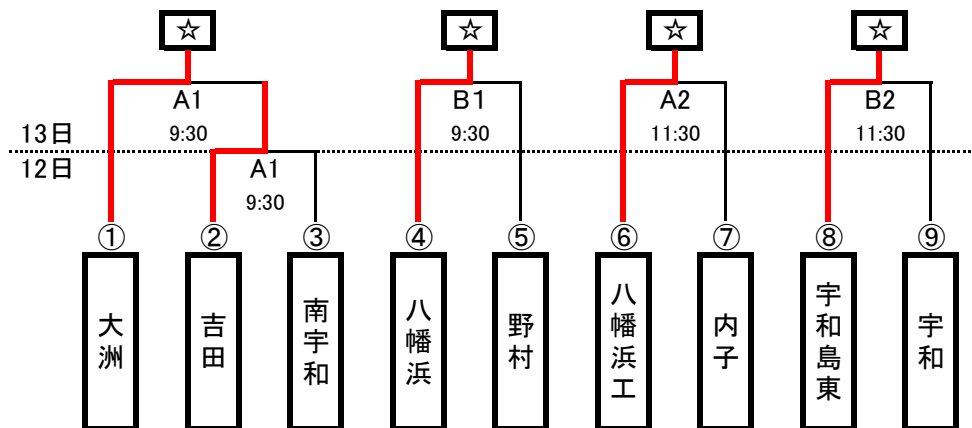 ☆ ☆ ☆ ☆
A1 B1 A2 B2
13日 9:30 9:30 11:30 11:30
12日 A1
9:30
① ② ③ ④ ⑤ ⑥ ⑦ ⑧ ⑨
大洲
吉田
南宇和
八幡浜
野村
八幡浜工
内子
宇和島東
宇和